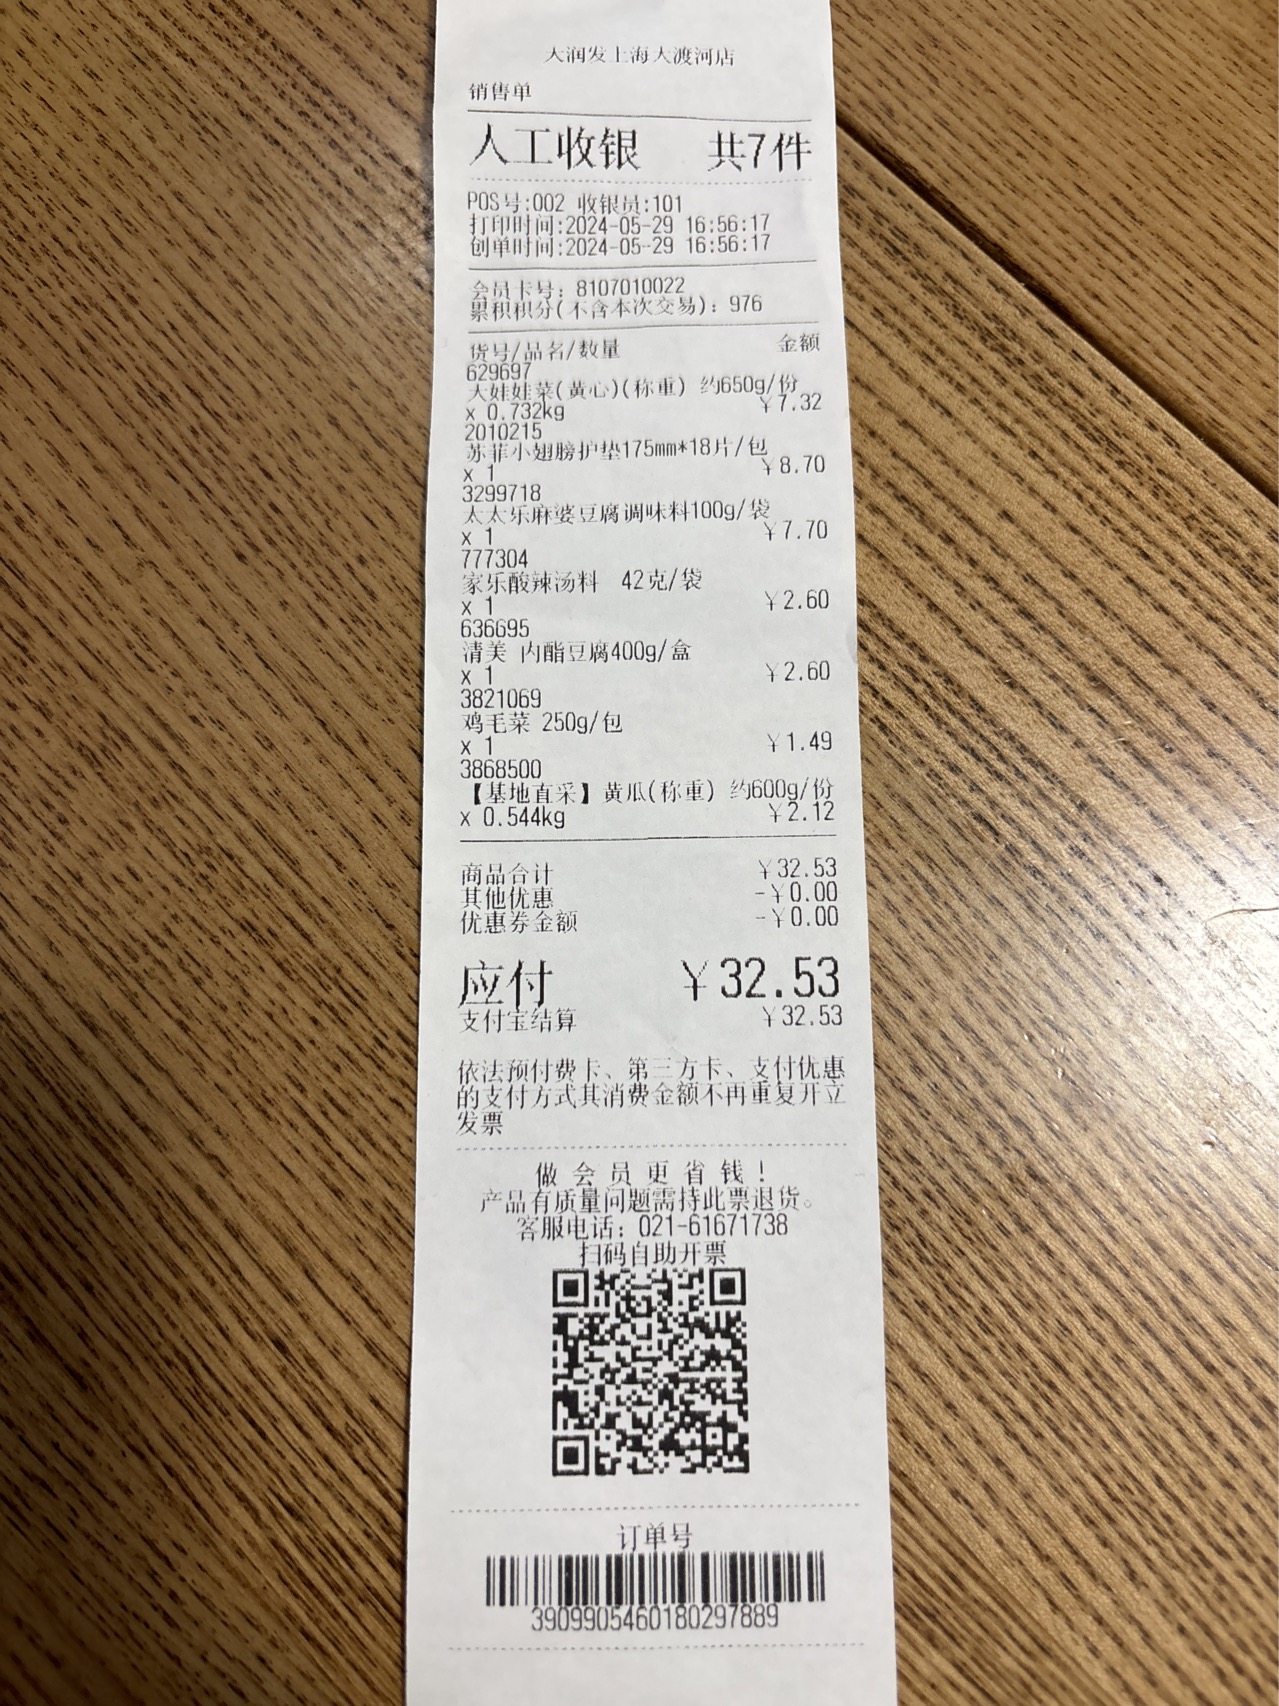 大润发上海大渡河店
销售单
人工收银 共7件
POS号:002 收银员:101
打印时间:2024-05-29 16:56:17
创单时间:2024-05-29 16:56:17
会员卡号: 8107010022
累积积分(不含本次交易): 976
货号/品名/数量 金额
629697
大娃娃菜(黄心)(称重) 约650g/份
x 0.732kg ¥7.32
2010215
苏菲小翅膀护垫175mm*18片/包
x 1 ¥8.70
3299718
太太乐麻婆豆腐调味料100g/袋
x 1 ¥7.70
777304
家乐酸辣汤料 42克/袋
x 1 ¥2.60
636695
清美 内酯豆腐400g/盒
x 1 ¥2.60
3821069
鸡毛菜 250g/包
x 1 ¥1.49
3868500
【基地直采】黄瓜(称重) 约600g/份
x 0.544kg ¥2.12
商品合计 ¥32.53
其他优惠 -¥0.00
优惠券金额 -¥0.00
应付 ¥32.53
支付宝结算 ¥32.53
依法预付费卡、第三方卡、支付优惠
的支付方式其消费金额不再重复开立
发票
做会员更省钱!
产品有质量问题需持此票退货。
客服电话: 021-61671738
扫码自助开票
订单号
3909905460180297889